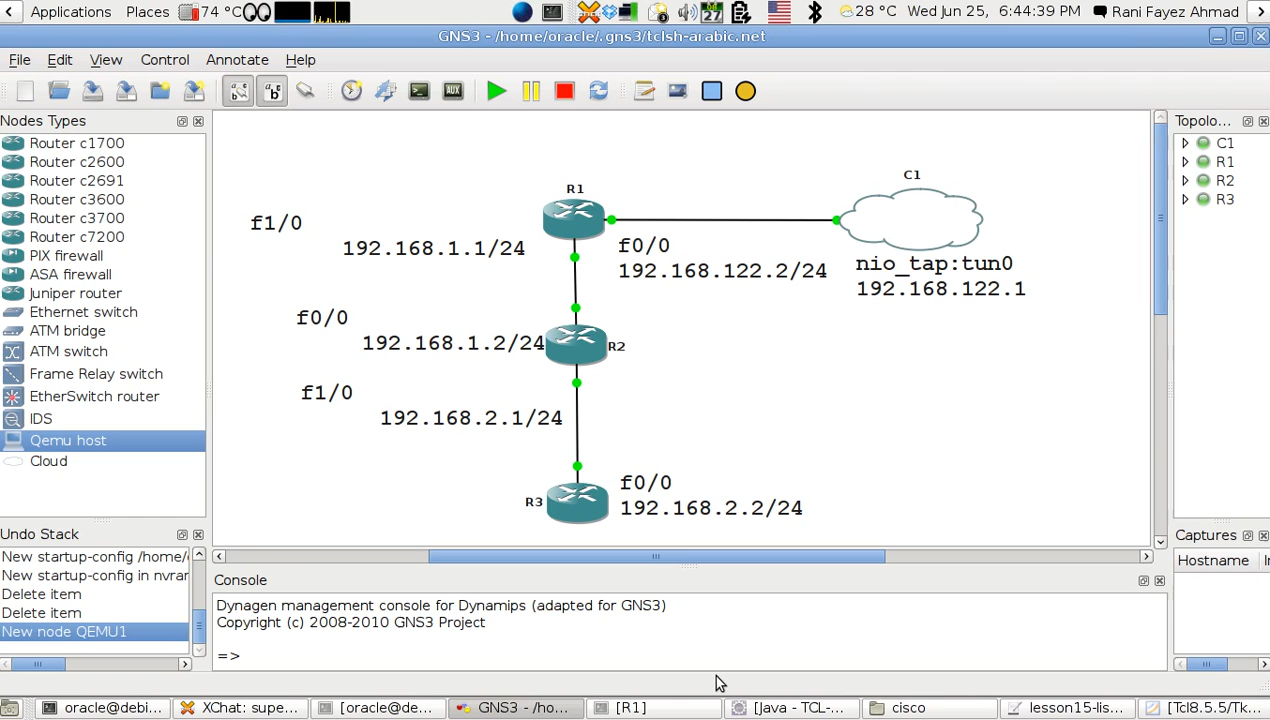 Applications Places 74 °C 27 28 °C Wed Jun 25, 6:44:39 PM Rani Fayez Ahmad
GNS3 - /home/oracle/.gns3/tclsh-arabic.net
File Edit View Control Annotate Help
AUX
Nodes Types
Router c1700
Router c2600
Router c2691
Router c3600
Router c3700
Router c7200
PIX firewall
ASA firewall
Juniper router
Ethernet switch
ATM bridge
ATM switch
Frame Relay switch
EtherSwitch router
IDS
Qemu host
Cloud
Undo Stack
New startup-config /home/
New startup-config in nvra
Delete item
Delete item
New node QEMU1
R1
C1
f1/0
192.168.1.1/24
f0/0
192.168.122.2/24
nio_tap:tun0
192.168.122.1
f0/0
192.168.1.2/24
R2
f1/0
192.168.2.1/24
R3
f0/0
192.168.2.2/24
Console
Dynagen management console for Dynamips (adapted for GNS3)
Copyright (c) 2008-2010 GNS3 Project
=>
Topolo...
C1
R1
R2
R3
Captures
Hostname
oracle@debi... XChat: supe... [oracle@de... GNS3 - /ho... [R1] [Java - TCL-... cisco lesson15-lis... [Tcl8.5.5/Tk...